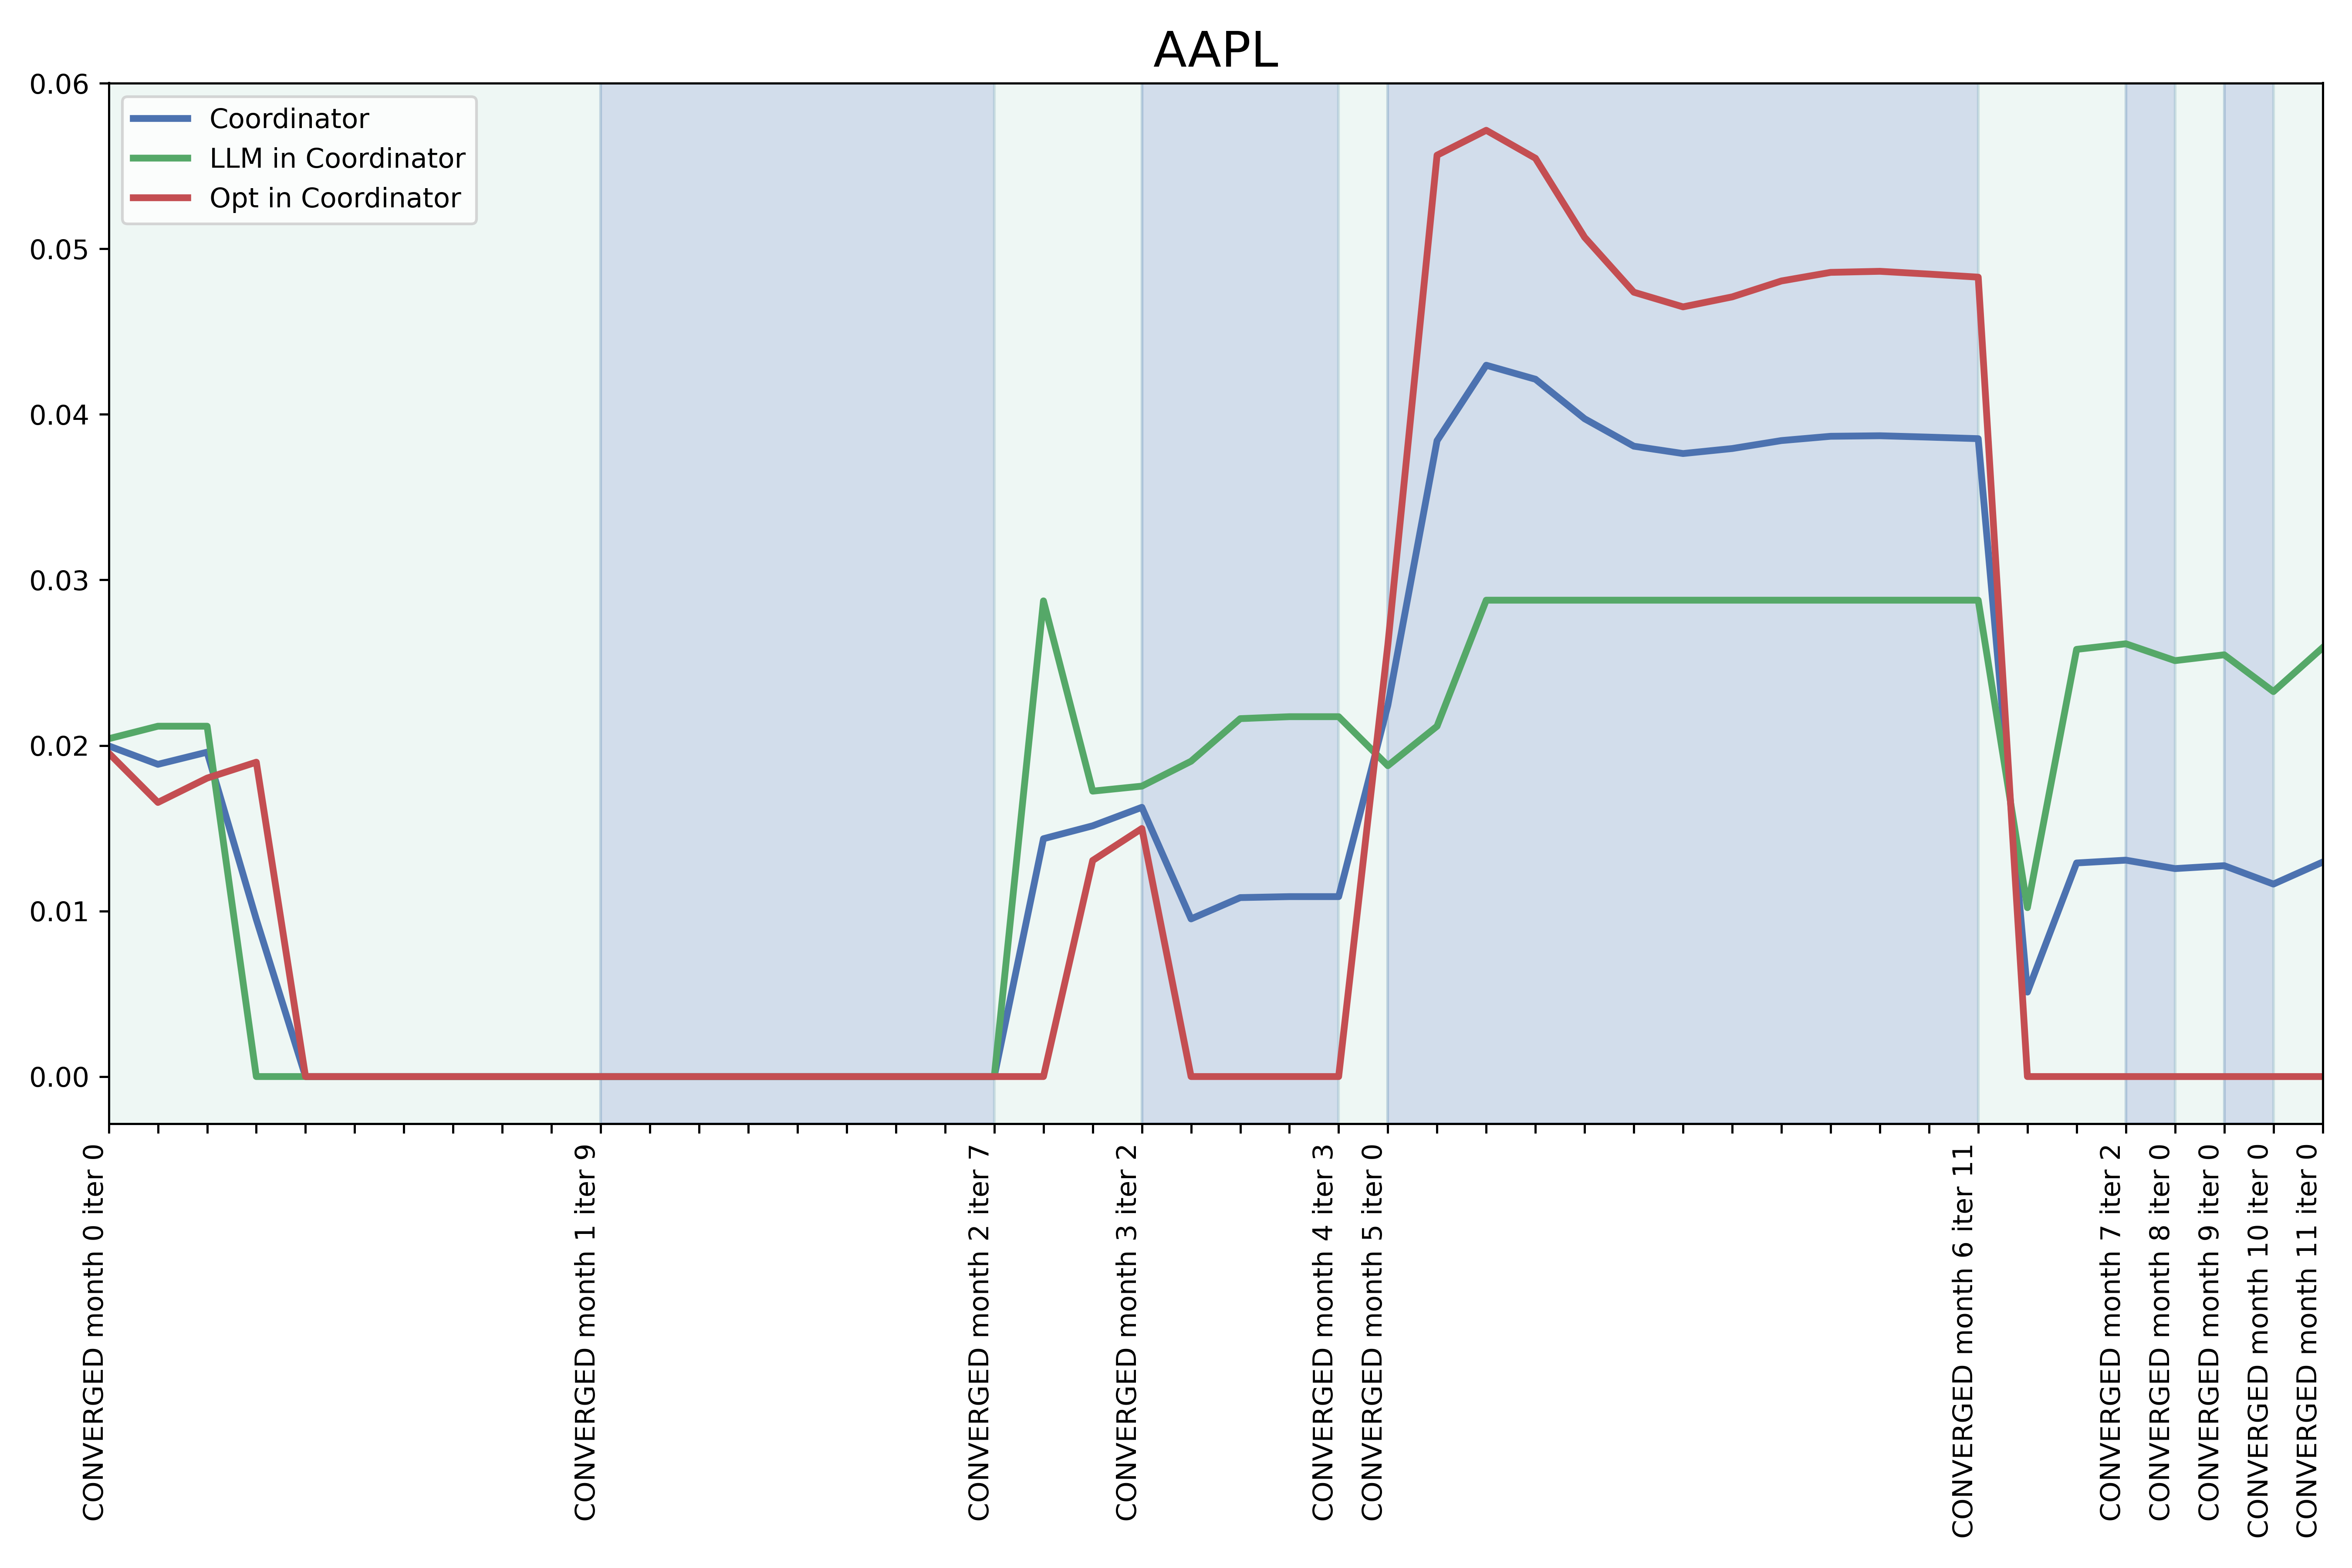 AAPL
0.06
0.05
0.04
0.03
0.02
0.01
0.00
Coordinator
LLM in Coordinator
Opt in Coordinator
CONVERGED month 0 iter 0
CONVERGED month 1 iter 9
CONVERGED month 2 iter 7
CONVERGED month 3 iter 2
CONVERGED month 4 iter 3
CONVERGED month 5 iter 0
CONVERGED month 6 iter 11
CONVERGED month 7 iter 2
CONVERGED month 8 iter 0
CONVERGED month 9 iter 0
CONVERGED month 10 iter 0
CONVERGED month 11 iter 0